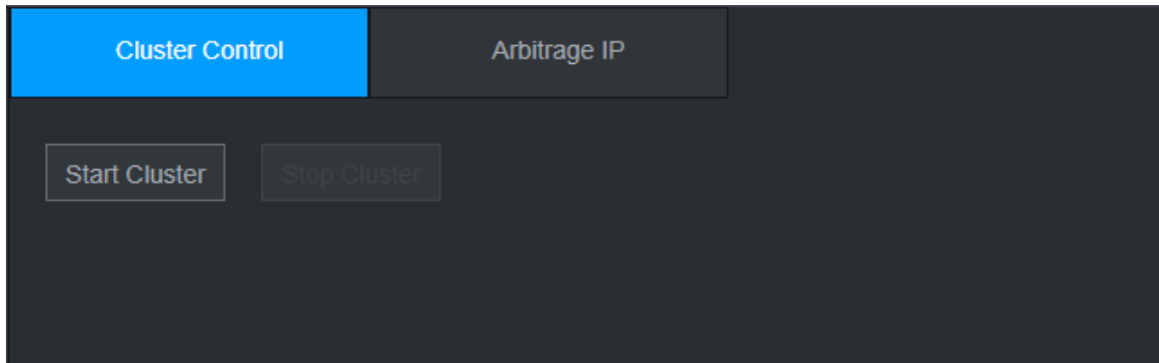 Cluster Control
Arbitrage IP
Start Cluster
Stop Cluster